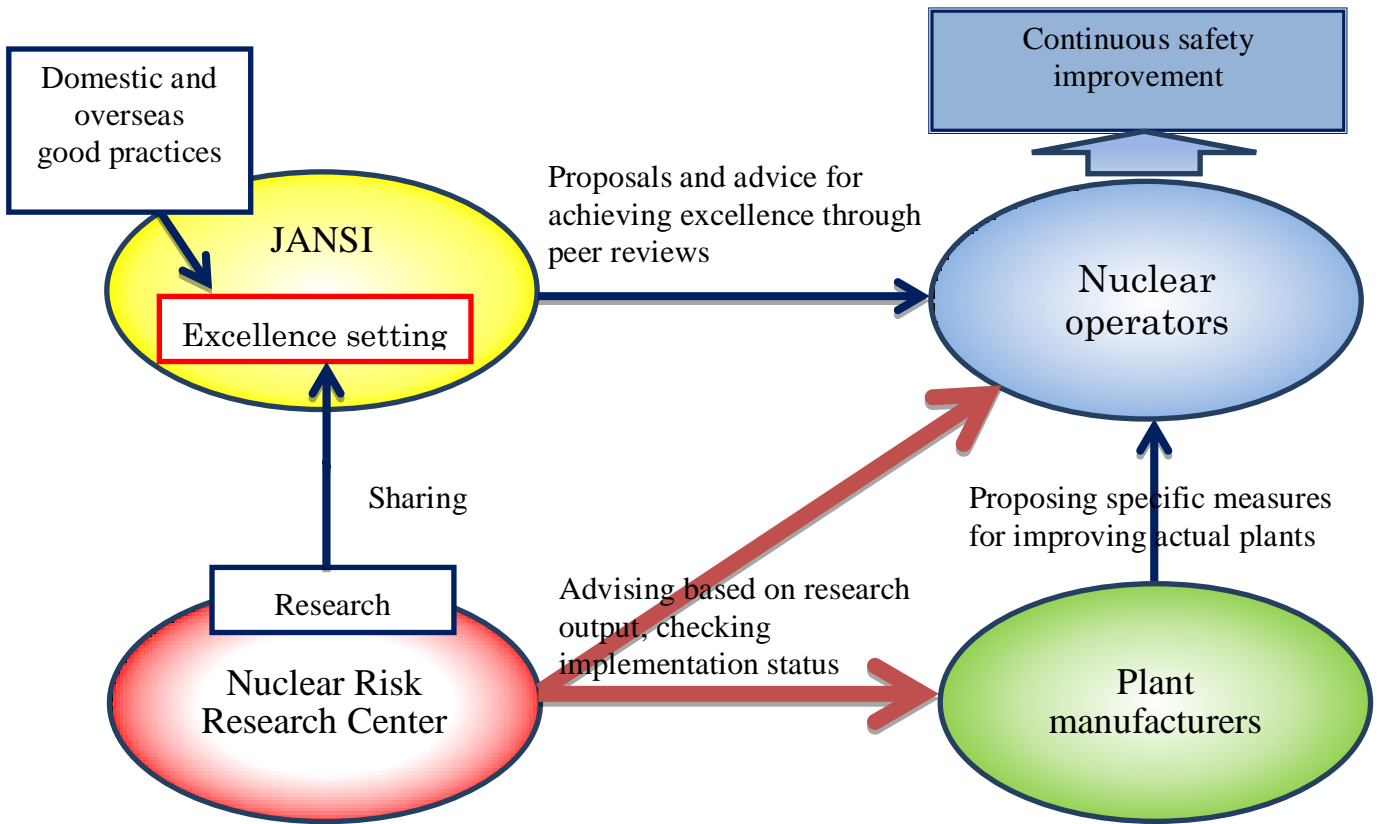 Domestic and
overseas
good practices
JANSI
Excellence setting
Proposals and advice for
achieving excellence through
peer reviews
Continuous safety
improvement
Nuclear
operators
Sharing
Proposing specific measures
for improving actual plants
Research
Nuclear Risk
Research Center
Advising based on research
output, checking
implementation status
Plant
manufacturers